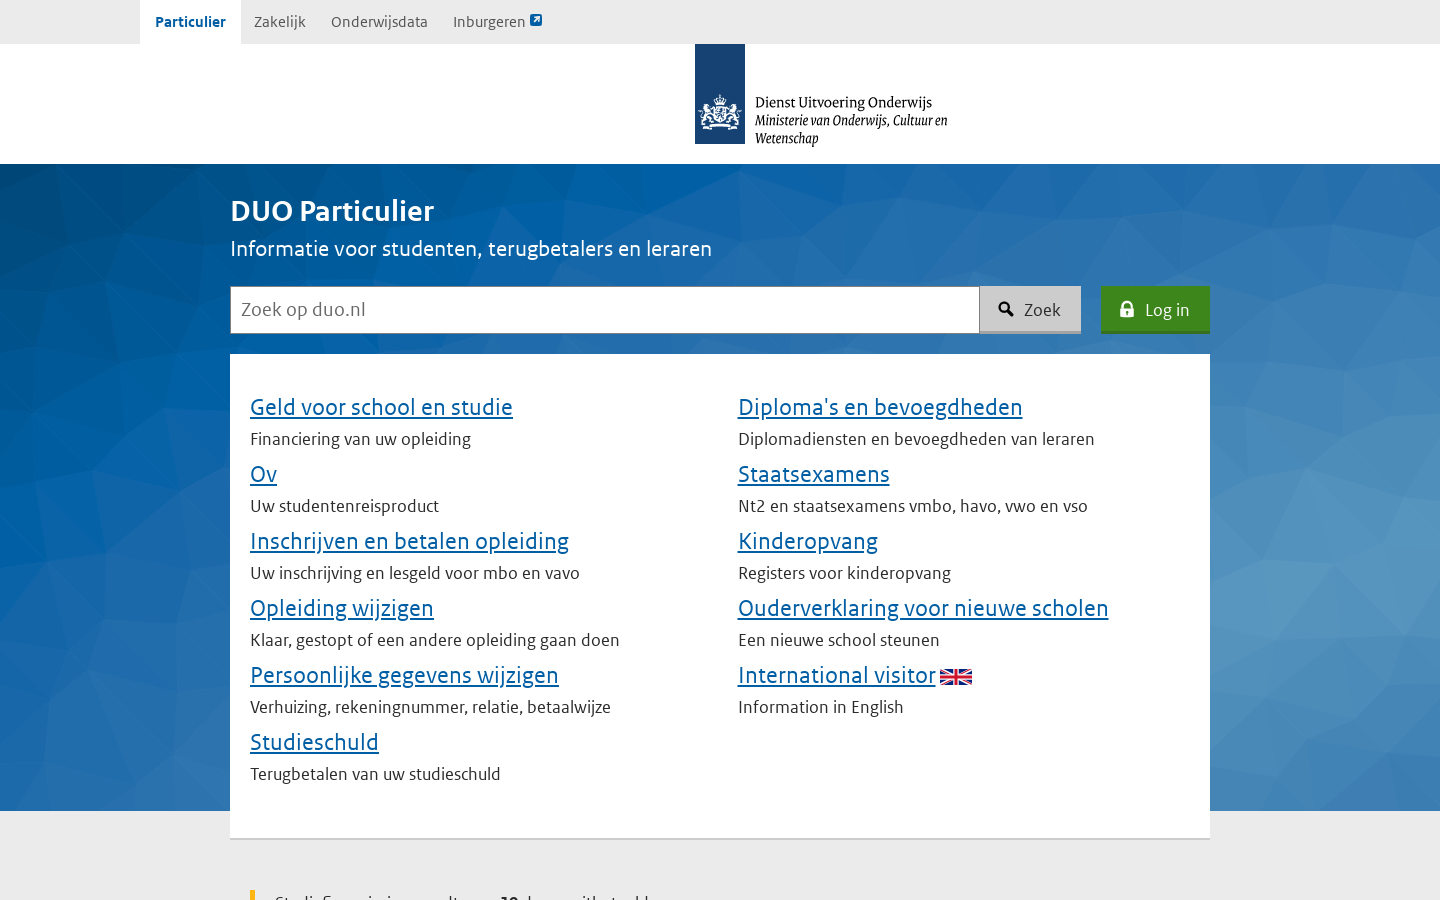 Particulier
Zakelijk
Onderwijsdata
Inburgeren
Dienst Uitvoering Onderwijs
Ministerie van Onderwijs, Cultuur en
Wetenschap
DUO Particulier
Informatie voor studenten, terugbetalers en leraren
Zoek op duo.nl
Zoek
Log in
Geld voor school en studie
Financiering van uw opleiding
Ov
Uw studentenreisproduct
Inschrijven en betalen opleiding
Uw inschrijving en lesgeld voor mbo en vavo
Opleiding wijzigen
Klaar, gestopt of een andere opleiding gaan doen
Persoonlijke gegevens wijzigen
Verhuizing, rekeningnummer, relatie, betaalwijze
Studieschuld
Terugbetalen van uw studieschuld
Diploma's en bevoegdheden
Diplomadiensten en bevoegdheden van leraren
Staatsexamens
Nt2 en staatsexamens vmbo, havo, vwo en vso
Kinderopvang
Registers voor kinderopvang
Ouderverklaring voor nieuwe scholen
Een nieuwe school steunen
International visitor
Information in English